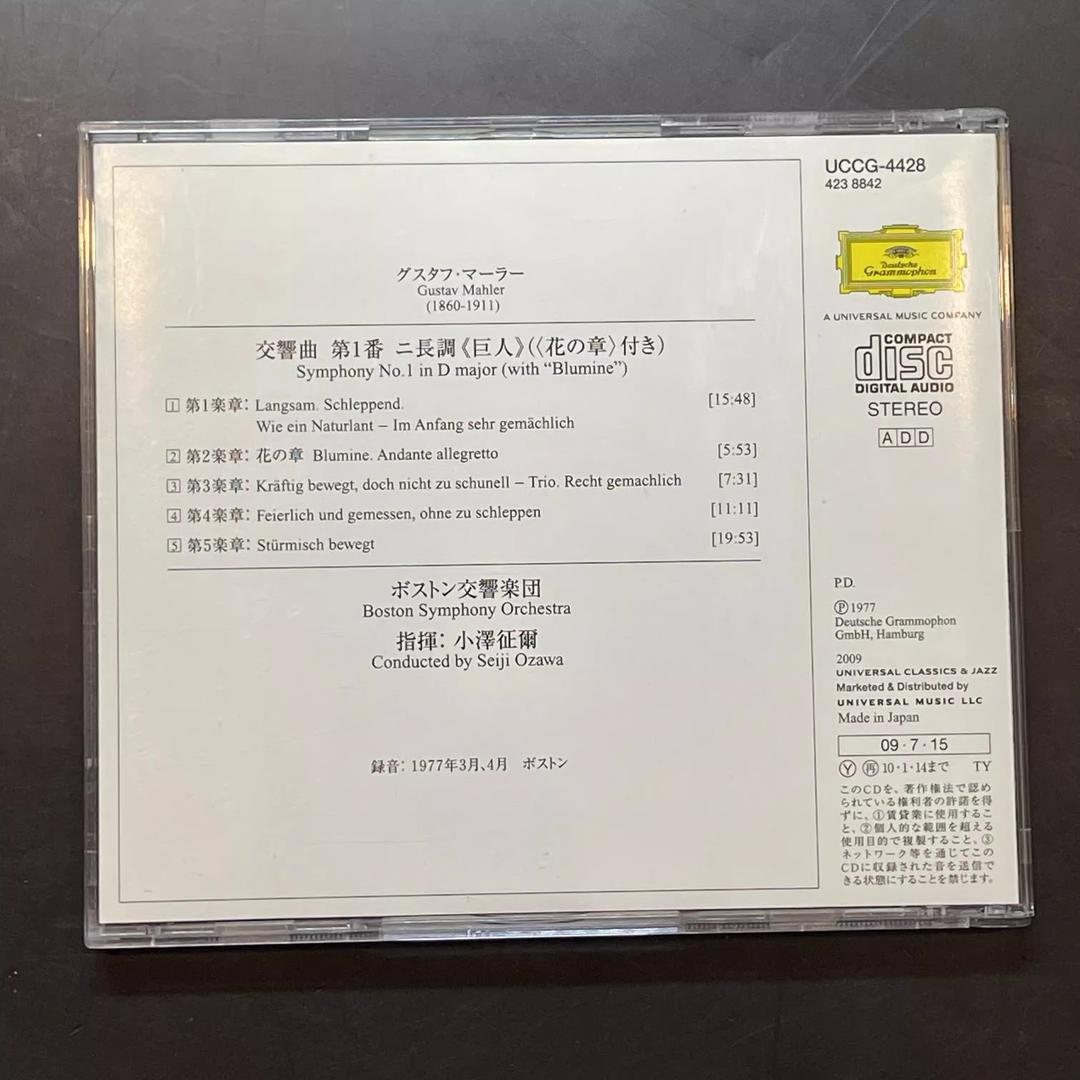 グスタフ・マーラー
Gustav Mahler
(1860-1911)
交響曲 第1番 ニ長調《巨人》(〈花の章〉付き)
Symphony No.1 in D major (with “Blumine”)
1 第1楽章: Langsam. Schleppend. [15:48]
Wie ein Naturlant – Im Anfang sehr gemächlich
2 第2楽章: 花の章 Blumine. Andante allegretto [5:53]
3 第3楽章: Kräftig bewegt, doch nicht zu schunell – Trio. Recht gemachlich [7:31]
4 第4楽章: Feierlich und gemessen, ohne zu schleppen [11:11]
5 第5楽章: Stürmisch bewegt [19:53]
ボストン交響楽団
Boston Symphony Orchestra
指揮: 小澤征爾
Conducted by Seiji Ozawa
録音: 1977年3月、4月 ボストン
UCCG-4428
423 8842
Deutsche
Grammophon
A UNIVERSAL MUSIC COMPANY
COMPACT
disc
DIGITAL AUDIO
STEREO
ADD
P.D.
Ⓟ1977
Deutsche Grammophon
GmbH, Hamburg
2009
UNIVERSAL CLASSICS & JAZZ
Marketed & Distributed by
UNIVERSAL MUSIC LLC
Made in Japan
09・7・15
Ⓨ 再 10・1・14まで TY
このCDを、著作権法で認め
られている権利者の許諾を得
ずに、①賃貸業に使用するこ
と、②個人的な範囲を超える
使用目的で複製すること、③
ネットワーク等を通じてこの
CDに収録された音を送信で
きる状態にすることを禁じます。